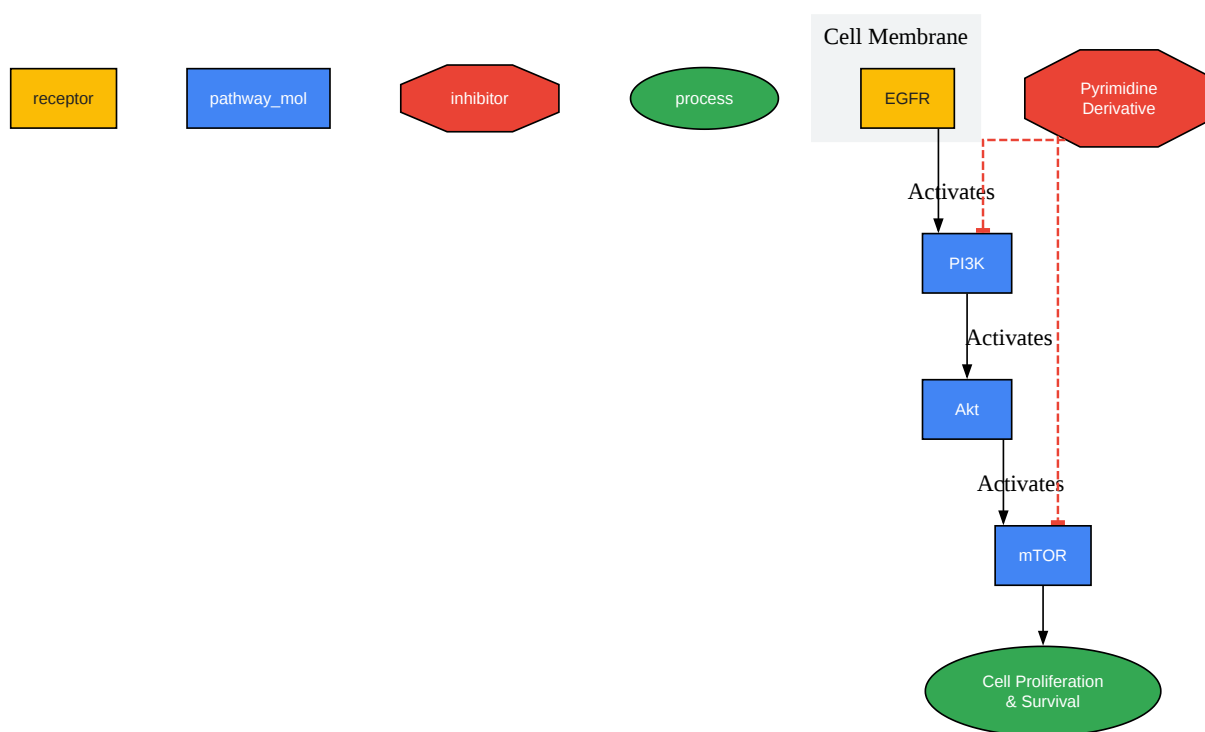 Cell Membrane
receptor
pathway_mol
inhibitor
process
EGFR
Pyrimidine
Derivative
Activates
PI3K
Activates
Akt
Activates
mTOR
Cell Proliferation
& Survival